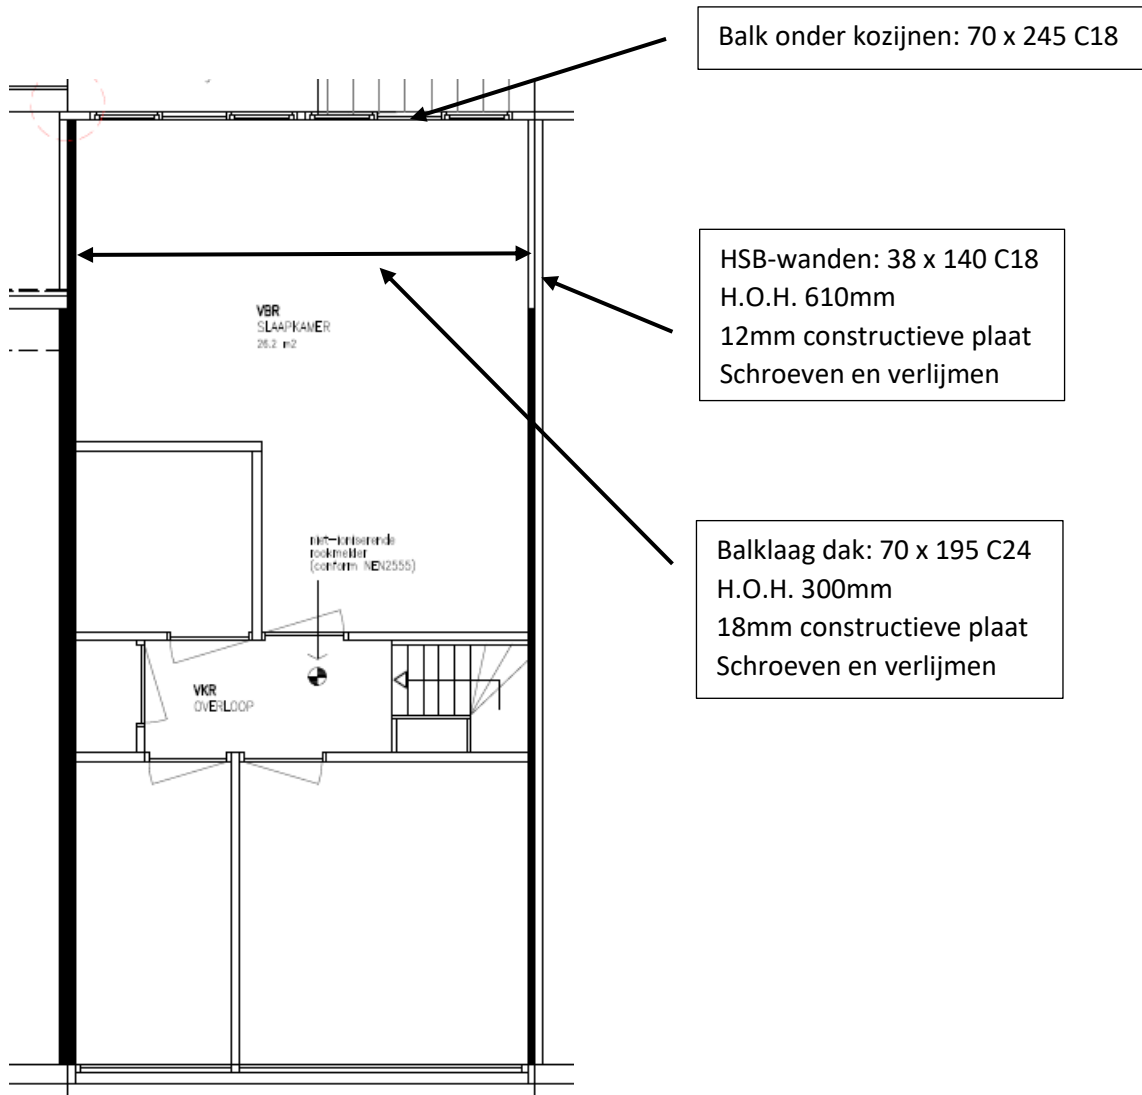 Balk onder kozijnen: 70 x 245 C18
HSB-wanden: 38 x 140 C18
H.O.H. 610mm
12mm constructieve plaat
Schroeven en verlijmen
VBR
SLAAPKAMER
26.2 m2
niet-ioniserende
rookmelder
(conform NEN2555)
Balklaag dak: 70 x 195 C24
H.O.H. 300mm
18mm constructieve plaat
Schroeven en verlijmen
VKR
OVERLOOP